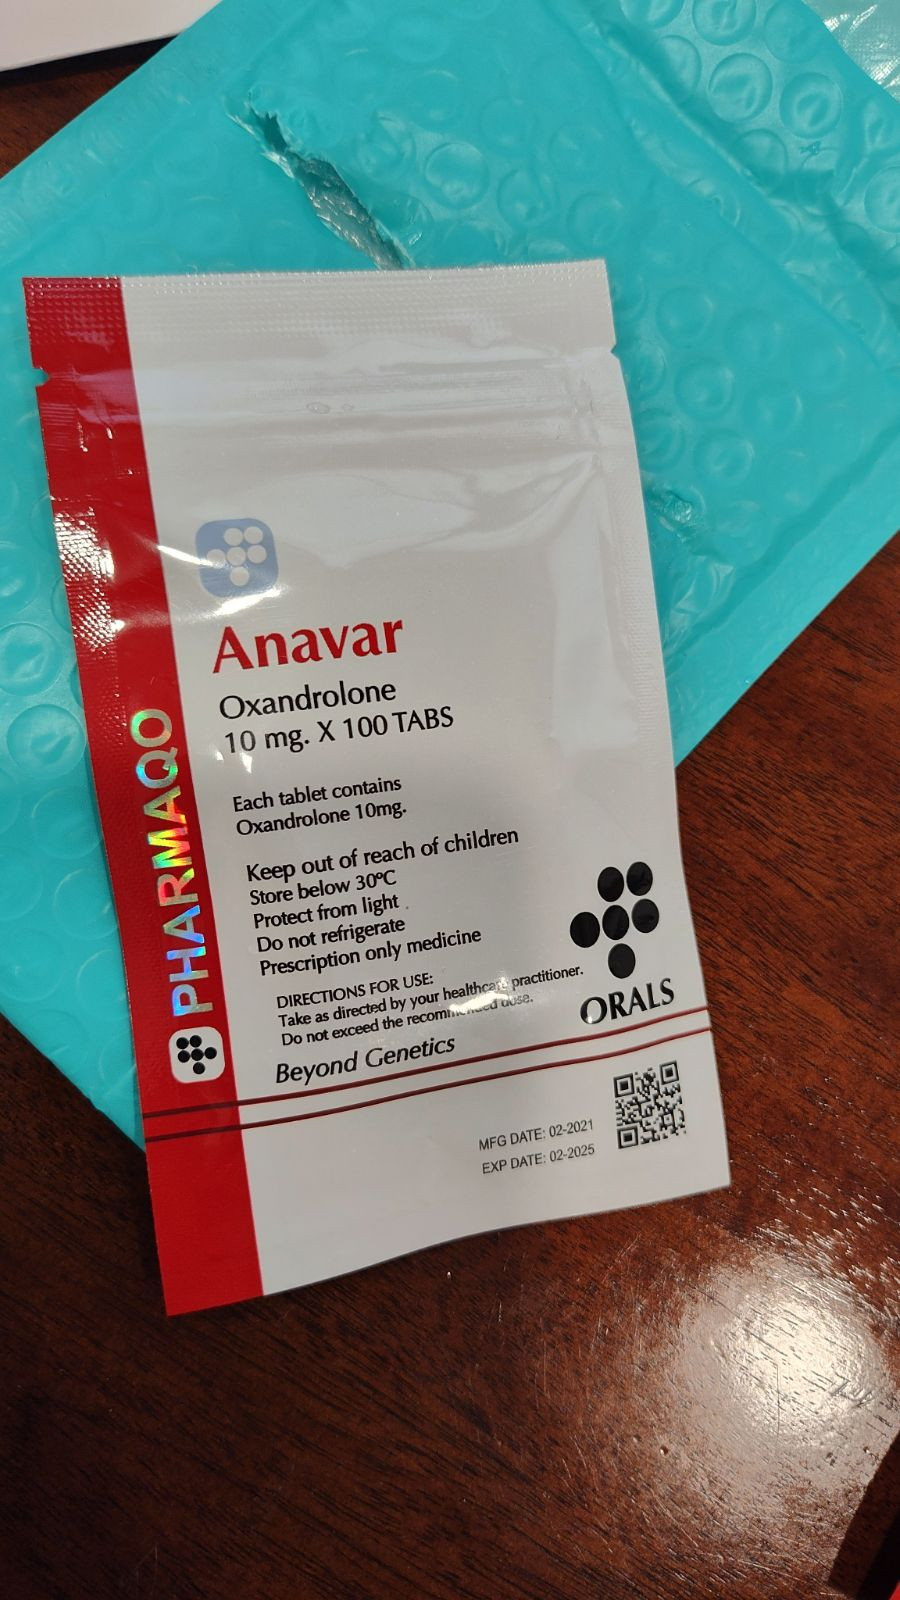 Anavar
Oxandrolone
10 mg. X 100 TABS
Each tablet contains
Oxandrolone 10mg.
Keep out of reach of children
Store below 30ºC
Protect from light
Do not refrigerate
Prescription only medicine
DIRECTIONS FOR USE:
Take as directed by your healthcare practitioner.
Do not exceed the recommended dose.
Beyond Genetics
ORALS
PHARMAQO
MFG DATE: 02-2021
EXP DATE: 02-2025